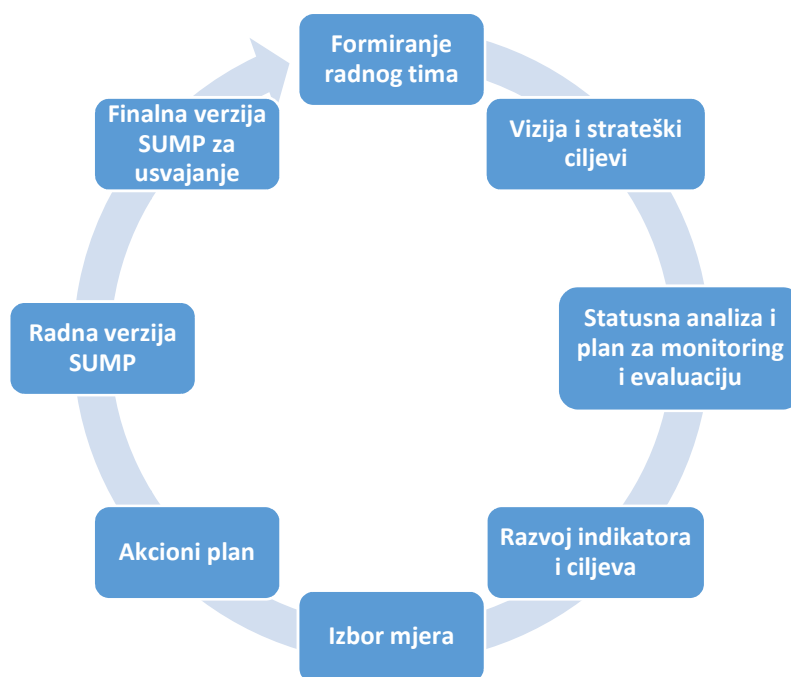 Formiranje
radnog tima
Vizija i strateški
ciljevi
Statusna analiza i
plan za monitoring
i evaluaciju
Razvoj indikatora
i ciljeva
Izbor mjera
Akcioni plan
Radna verzija
SUMP
Finalna verzija
SUMP za
usvajanje